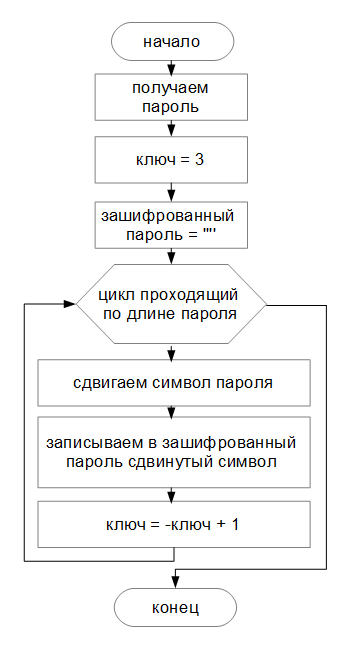 начало
получаем
пароль
ключ = 3
зашифрованный
пароль = ""
цикл проходящий
по длине пароля
сдвигаем символ пароля
записываем в зашифрованный
пароль сдвинутый символ
ключ = -ключ + 1
конец